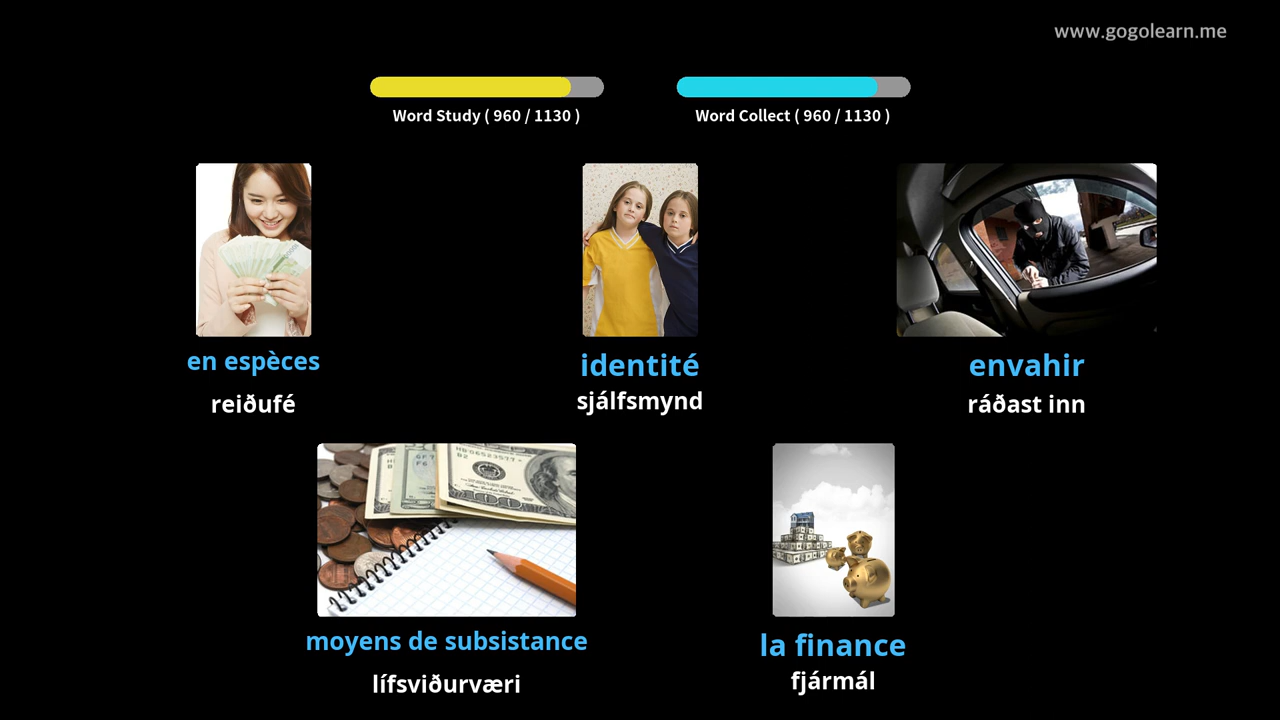 www.gogolearn.me
Word Study ( 960 / 1130 )
Word Collect ( 960 / 1130 )
en espèces
reiðufé
identité
sjálfsmynd
envahir
ráðast inn
moyens de subsistance
lífsviðurværi
la finance
fjármál